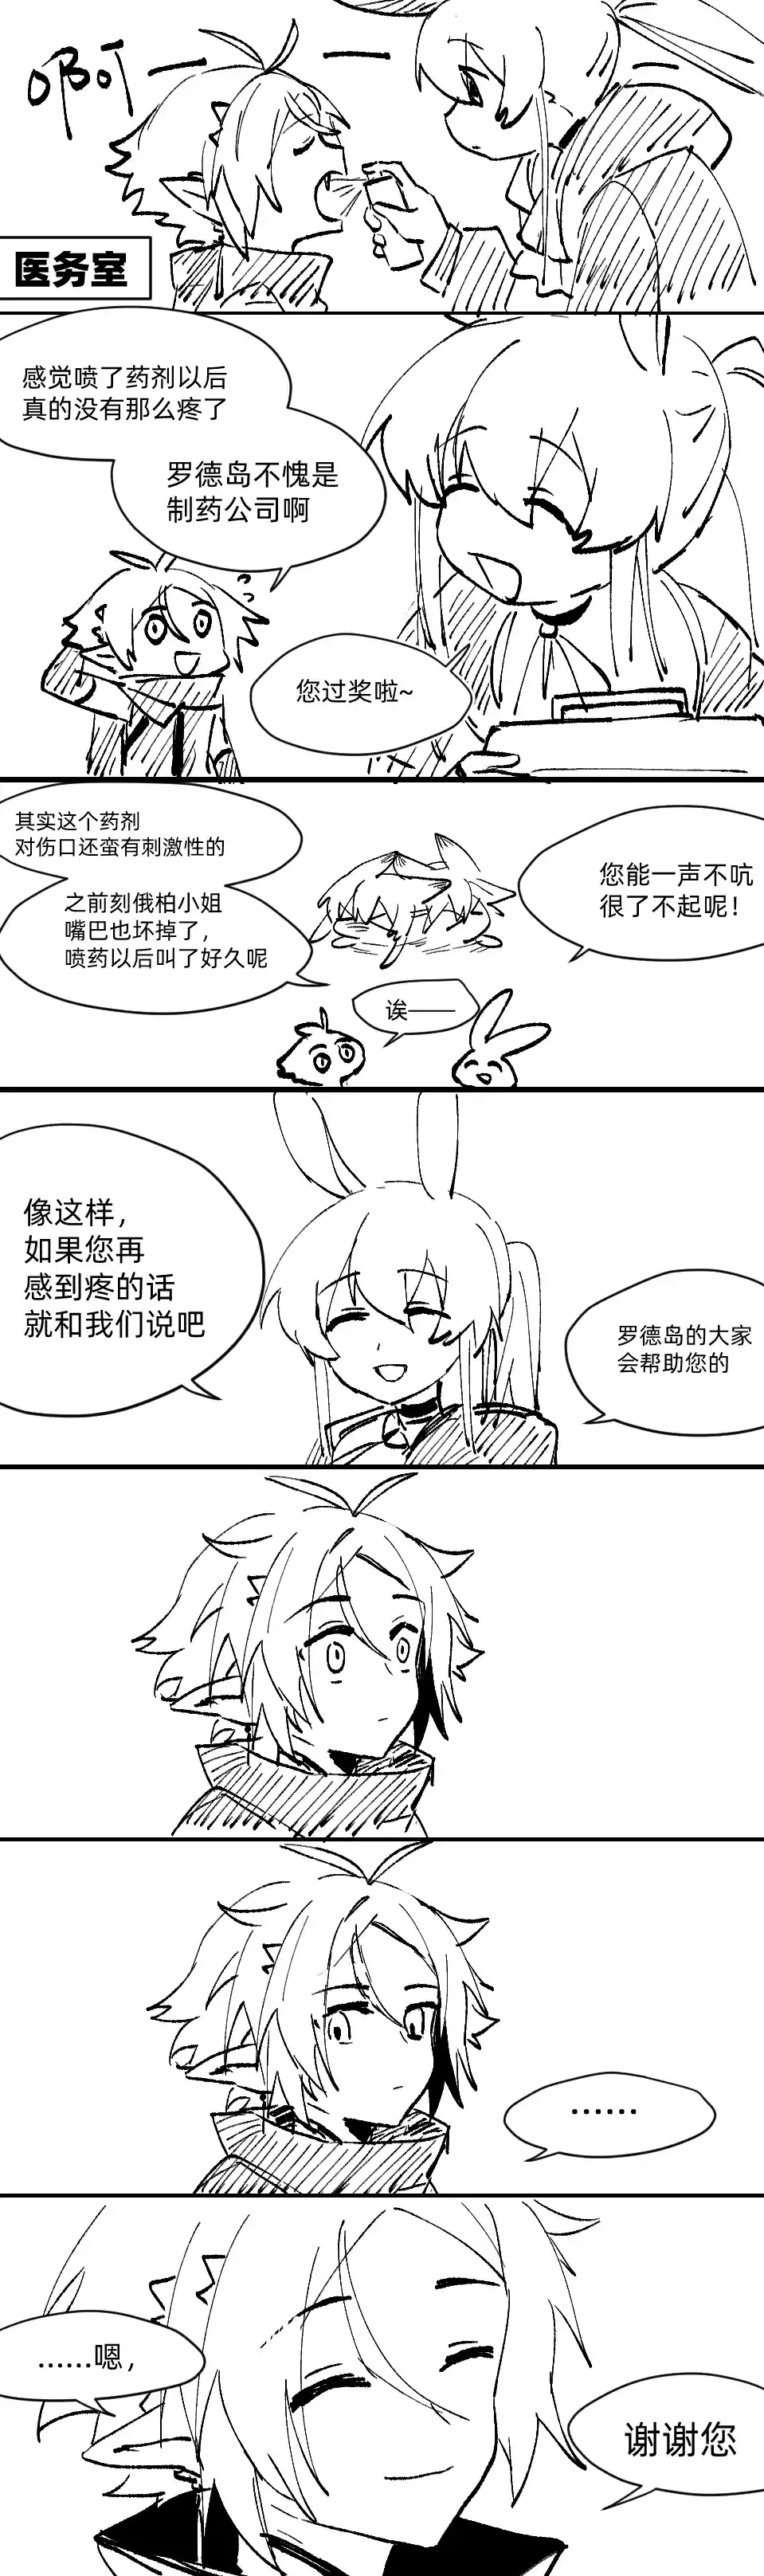 啊——
医务室
感觉喷了药剂以后
真的没有那么疼了
罗德岛不愧是
制药公司啊
您过奖啦~
其实这个药剂
对伤口还蛮有刺激性的
之前刻俄柏小姐
嘴巴也坏掉了，
喷药以后叫了好久呢
您能一声不吭
很了不起呢！
诶——
像这样，
如果您再
感到疼的话
就和我们说吧
罗德岛的大家
会帮助您的
……
……嗯，
谢谢您